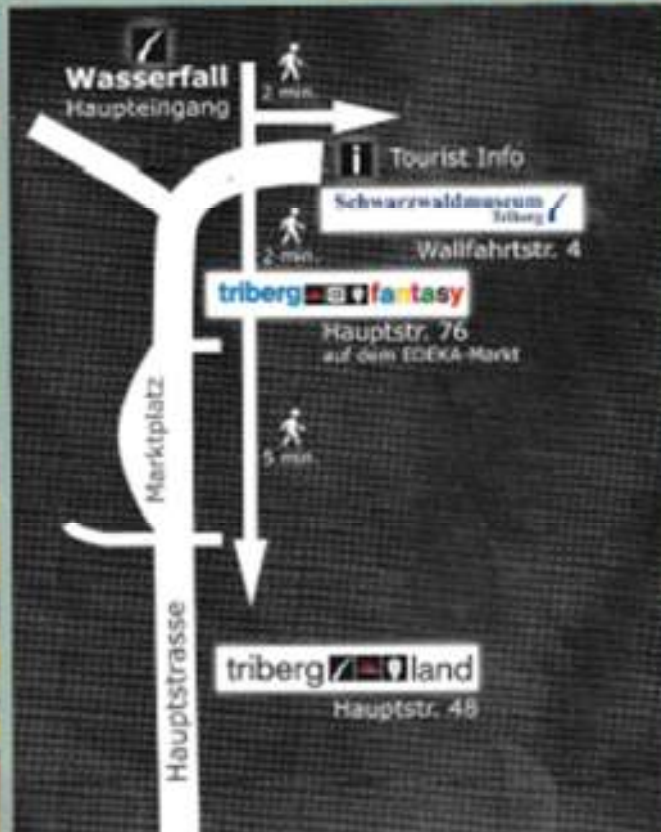 Wasserfall
Haupteingang
2 min.
i Tourist Info
Schwarzwaldmuseum
Triberg
Wallfahrtstr. 4
2 min.
triberg fantasy
Hauptstr. 76
auf dem EDEKA-Markt
Marktplatz
5 min.
triberg land
Hauptstr. 48
Hauptstrasse